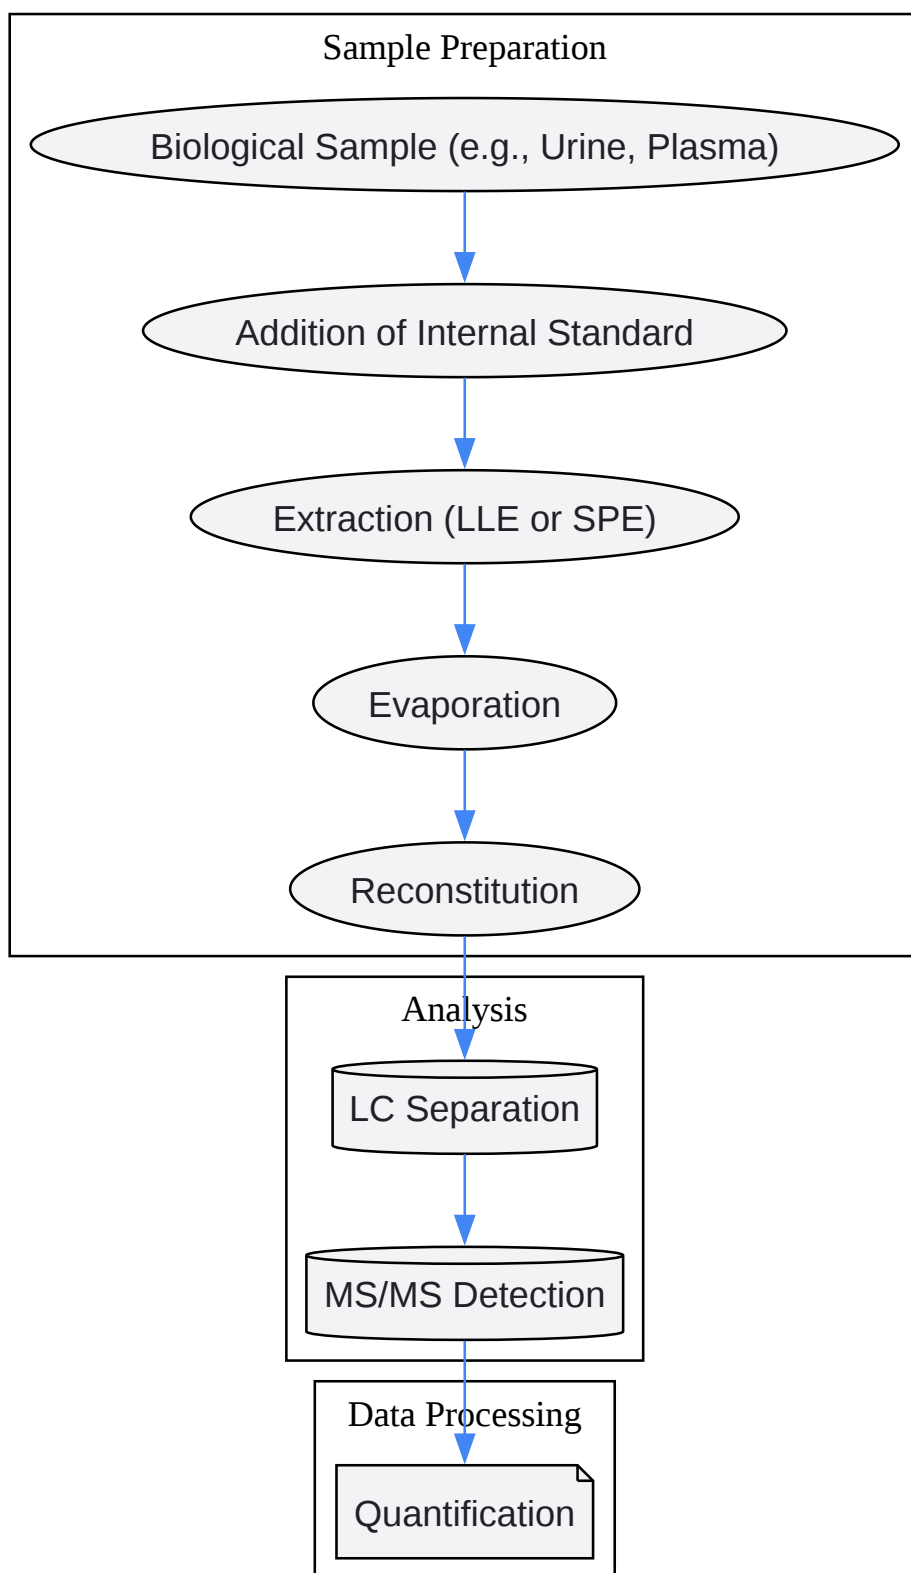 Sample Preparation
Biological Sample (e.g., Urine, Plasma)
Addition of Internal Standard
Extraction (LLE or SPE)
Evaporation
Reconstitution
Analysis
LC Separation
MS/MS Detection
Data Processing
Quantification